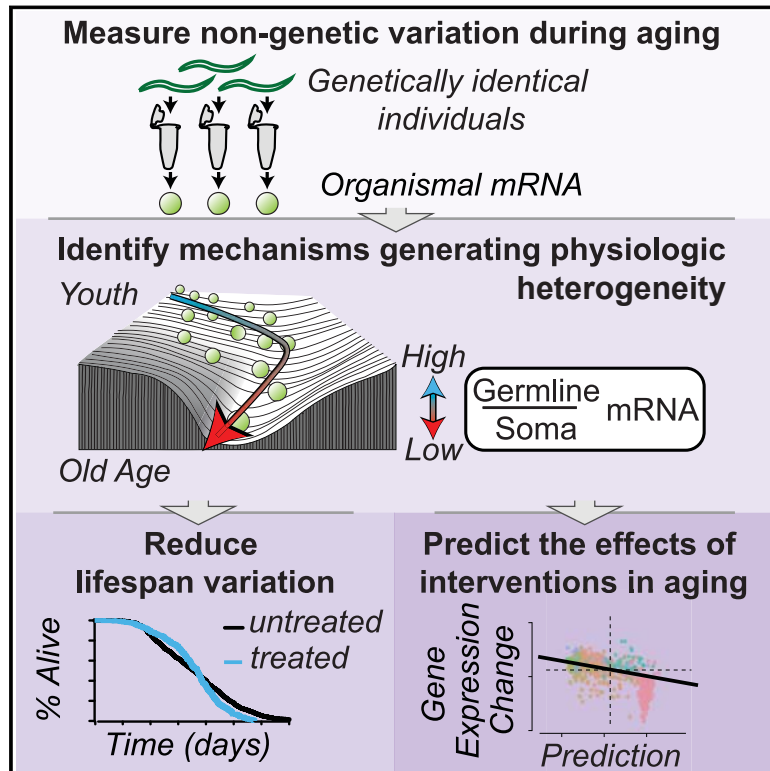 Measure non-genetic variation during aging
Genetically identical
individuals
Organismal mRNA
Identify mechanisms generating physiologic
heterogeneity
Youth
High
Germline
Soma
mRNA
Low
Old Age
Reduce
lifespan variation
% Alive
untreated
treated
Time (days)
Predict the effects of
interventions in aging
Gene
Expression
Change
Prediction